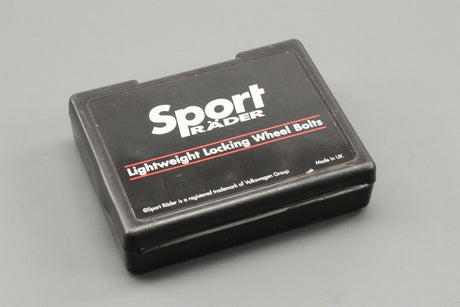 Sport
RÄDER
Lightweight Locking Wheel Bolts
Made in UK
©Sport Räder is a registered trademark of Volkswagen Group